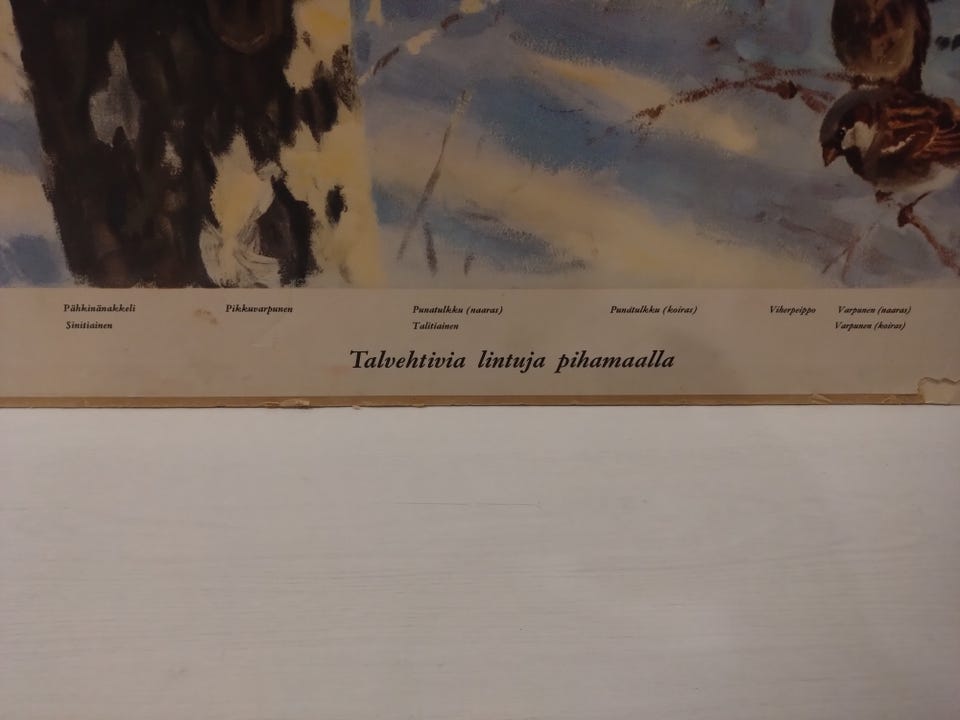 Pähkinänakkeli Pikkuvarpunen Punatulkku (naaras) Punatulkku (koiras) Viherpeippo Varpunen (naaras)
Sinitiainen Talitiainen Varpunen (koiras)
Talvehtivia lintuja pihamaalla